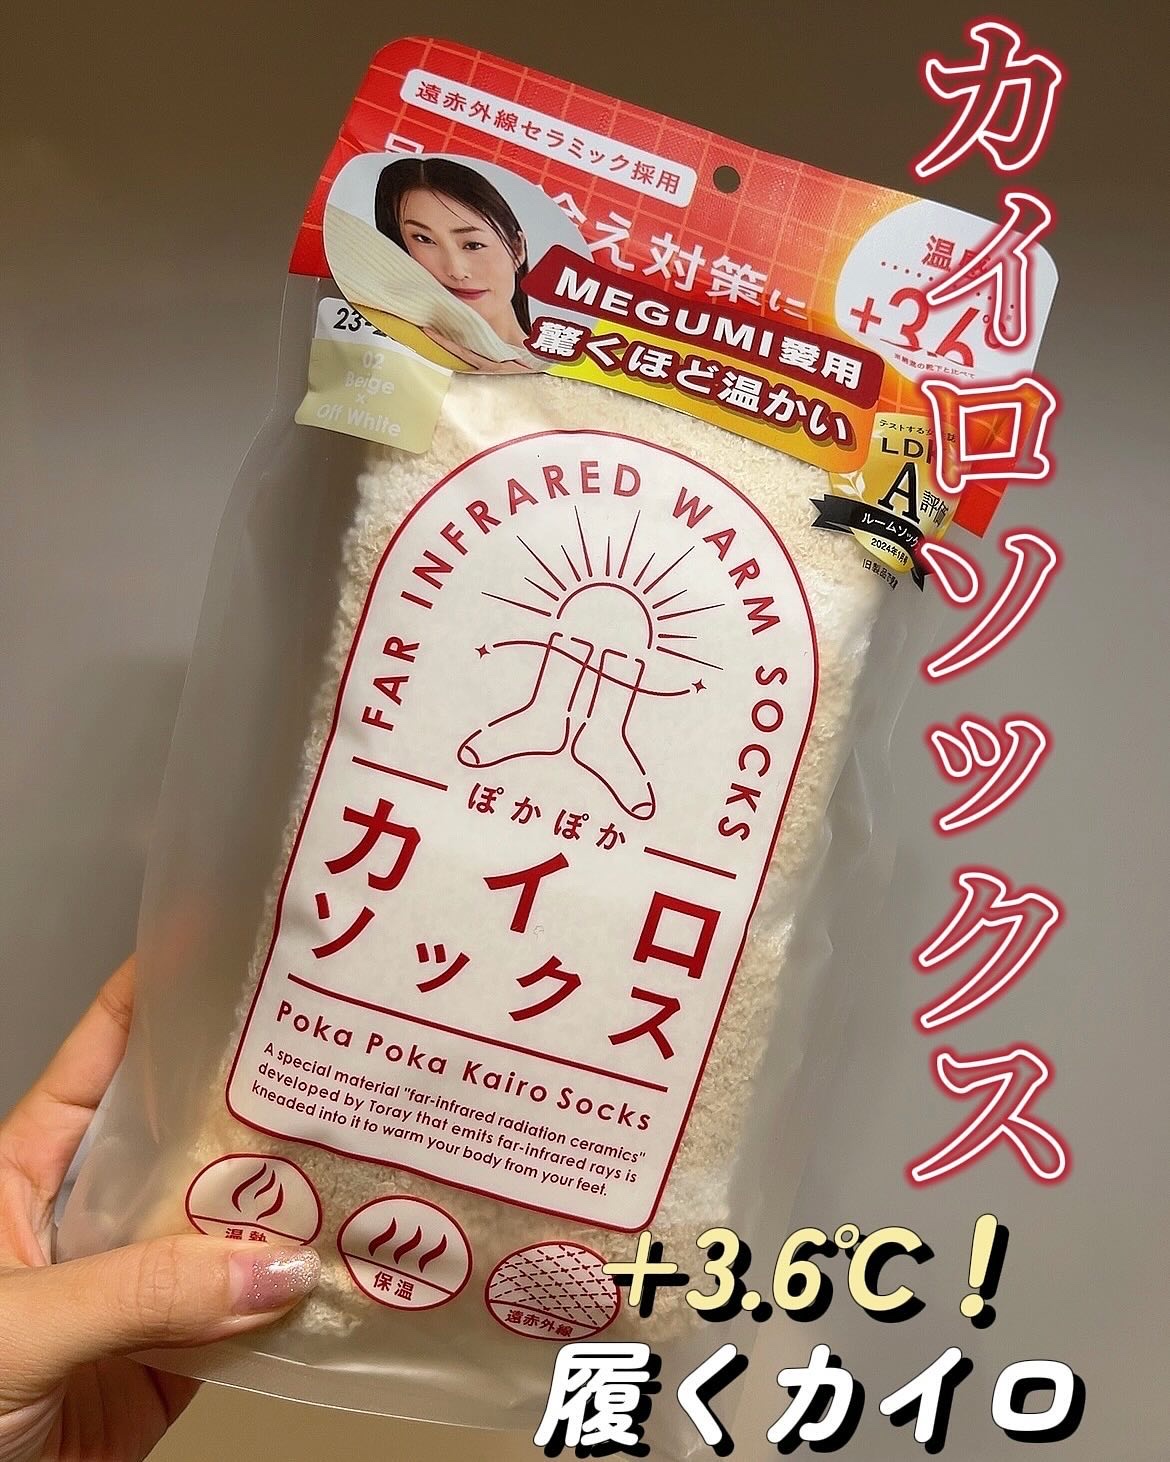 カイロソックス
遠赤外線セラミック採用
え対策に
MEGUMI愛用
驚くほど温かい
+3.6
02
Beige
×
Off White
A評価
ルームソックス
2024年1月号
FAR INFRARED WARM SOCKS
ぽかぽか
カイロ
ソックス
Poka Poka Kairo Socks
A special material "far-infrared radiation ceramics"
developed by Toray that emits far-infrared rays is
kneaded into it to warm your body from your feet.
温熱
保温
遠赤外線
+3.6℃!
履くカイロ